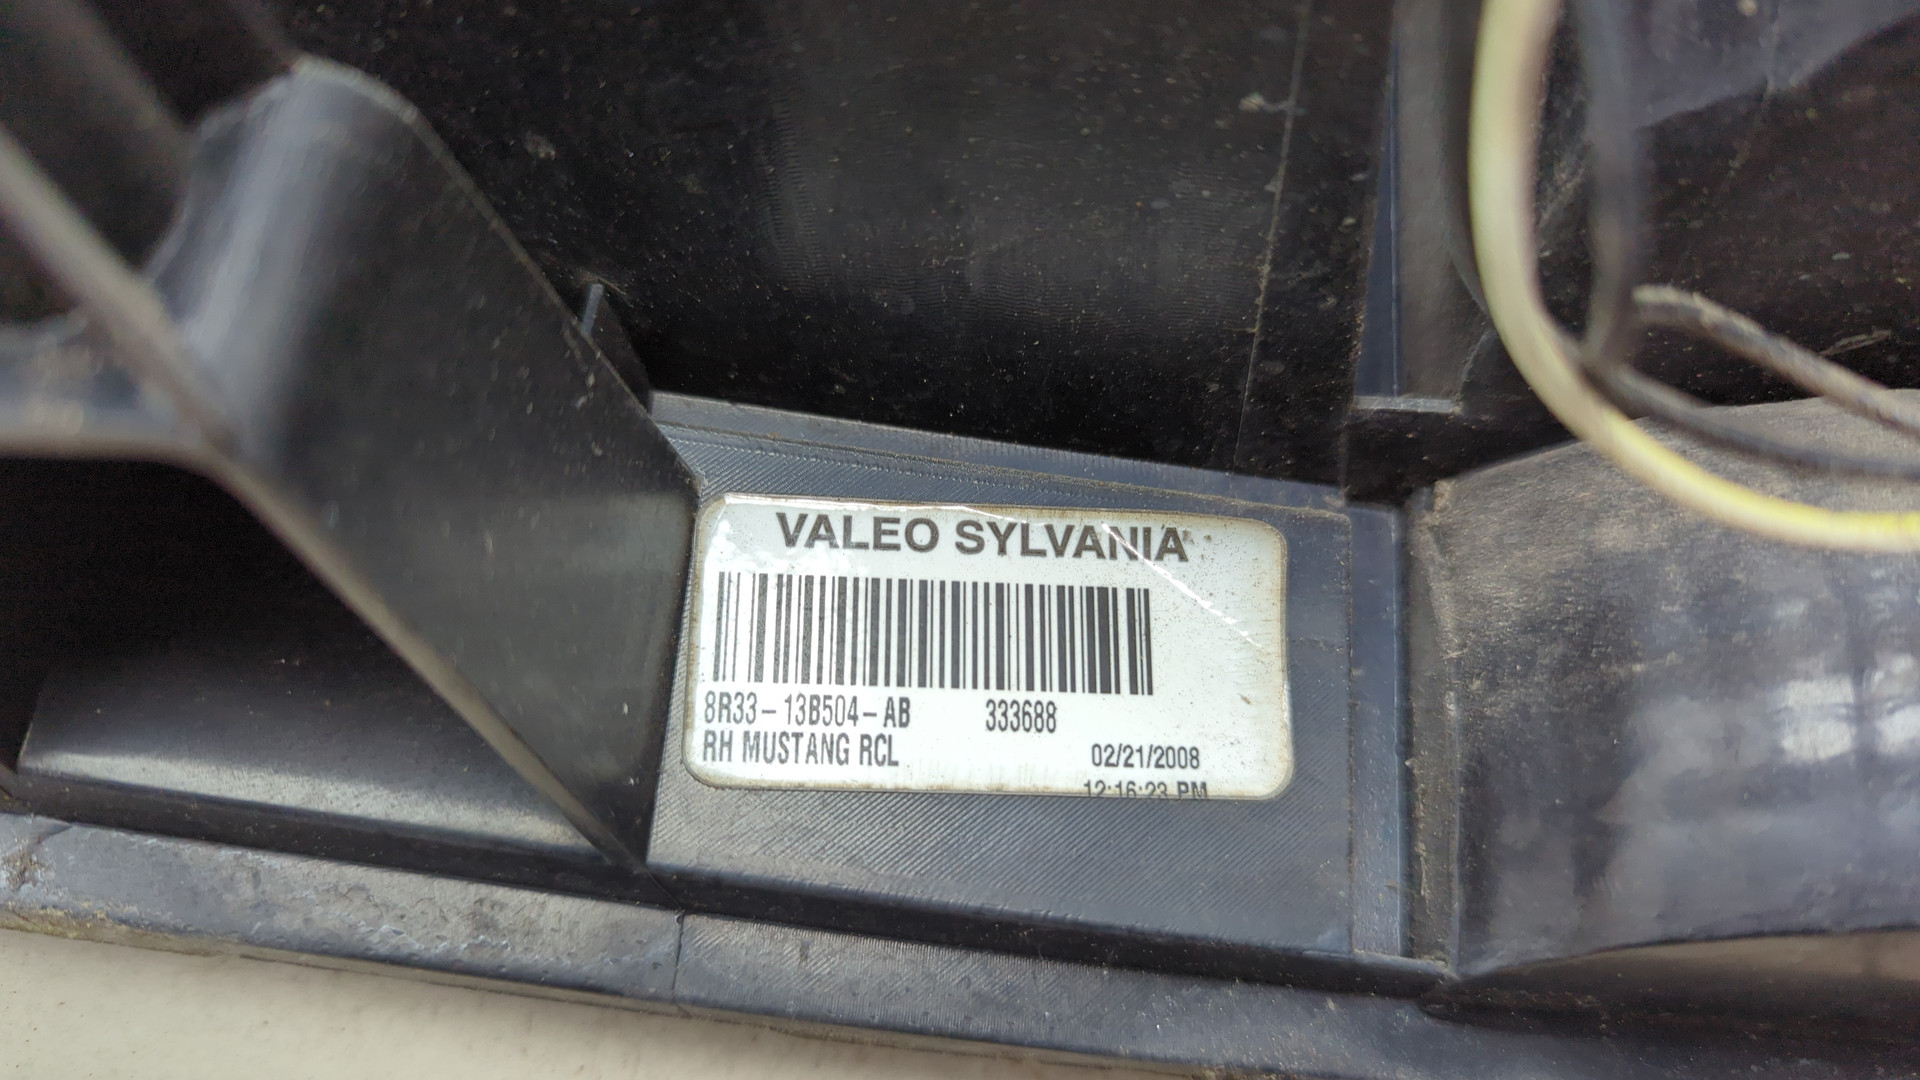 VALEO SYLVANIA
8R33-13B504-AB 333688
RH MUSTANG RCL 02/21/2008
12:16:23 PM